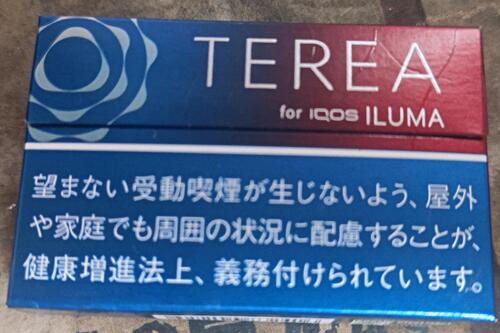 TEREA
for IQOS ILUMA
望まない受動喫煙が生じないよう、屋外
や家庭でも周囲の状況に配慮することが、
健康増進法上、義務付けられています。